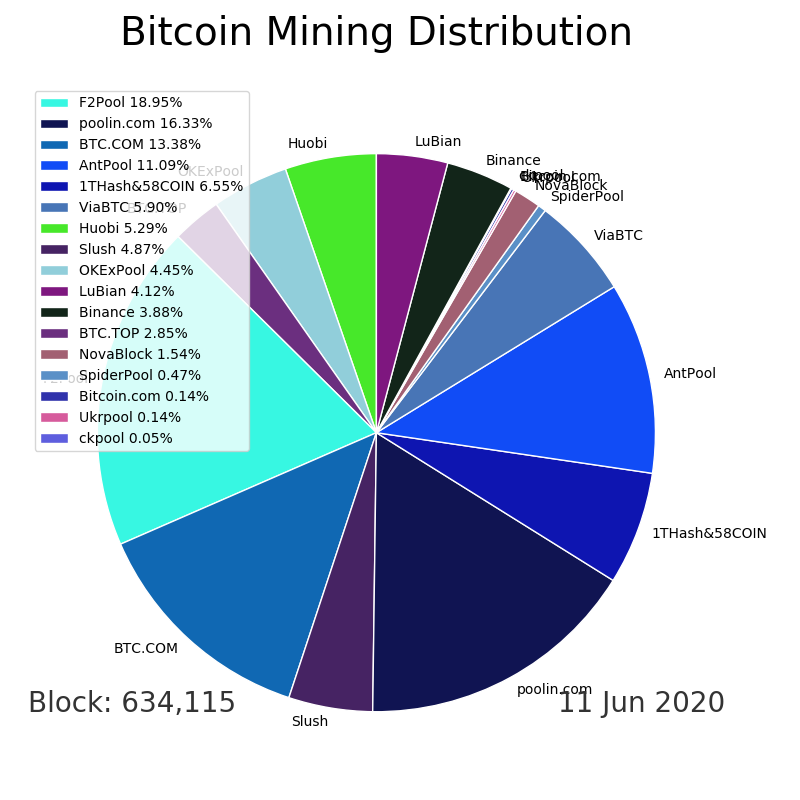 Bitcoin Mining Distribution
F2Pool 18.95%
poolin.com 16.33%
BTC.COM 13.38%
AntPool 11.09%
1THash&58COIN 6.55%
ViaBTC 5.90%
Huobi 5.29%
Slush 4.87%
OKExPool 4.45%
LuBian 4.12%
Binance 3.88%
BTC.TOP 2.85%
NovaBlock 1.54%
SpiderPool 0.47%
Bitcoin.com 0.14%
Ukrpool 0.14%
ckpool 0.05%
Huobi
LuBian
Binance
NovaBlock
SpiderPool
OKExPool
ViaBTC
AntPool
1THash&58COIN
BTC.COM
poolin.com
Slush
Block: 634,115
11 Jun 2020